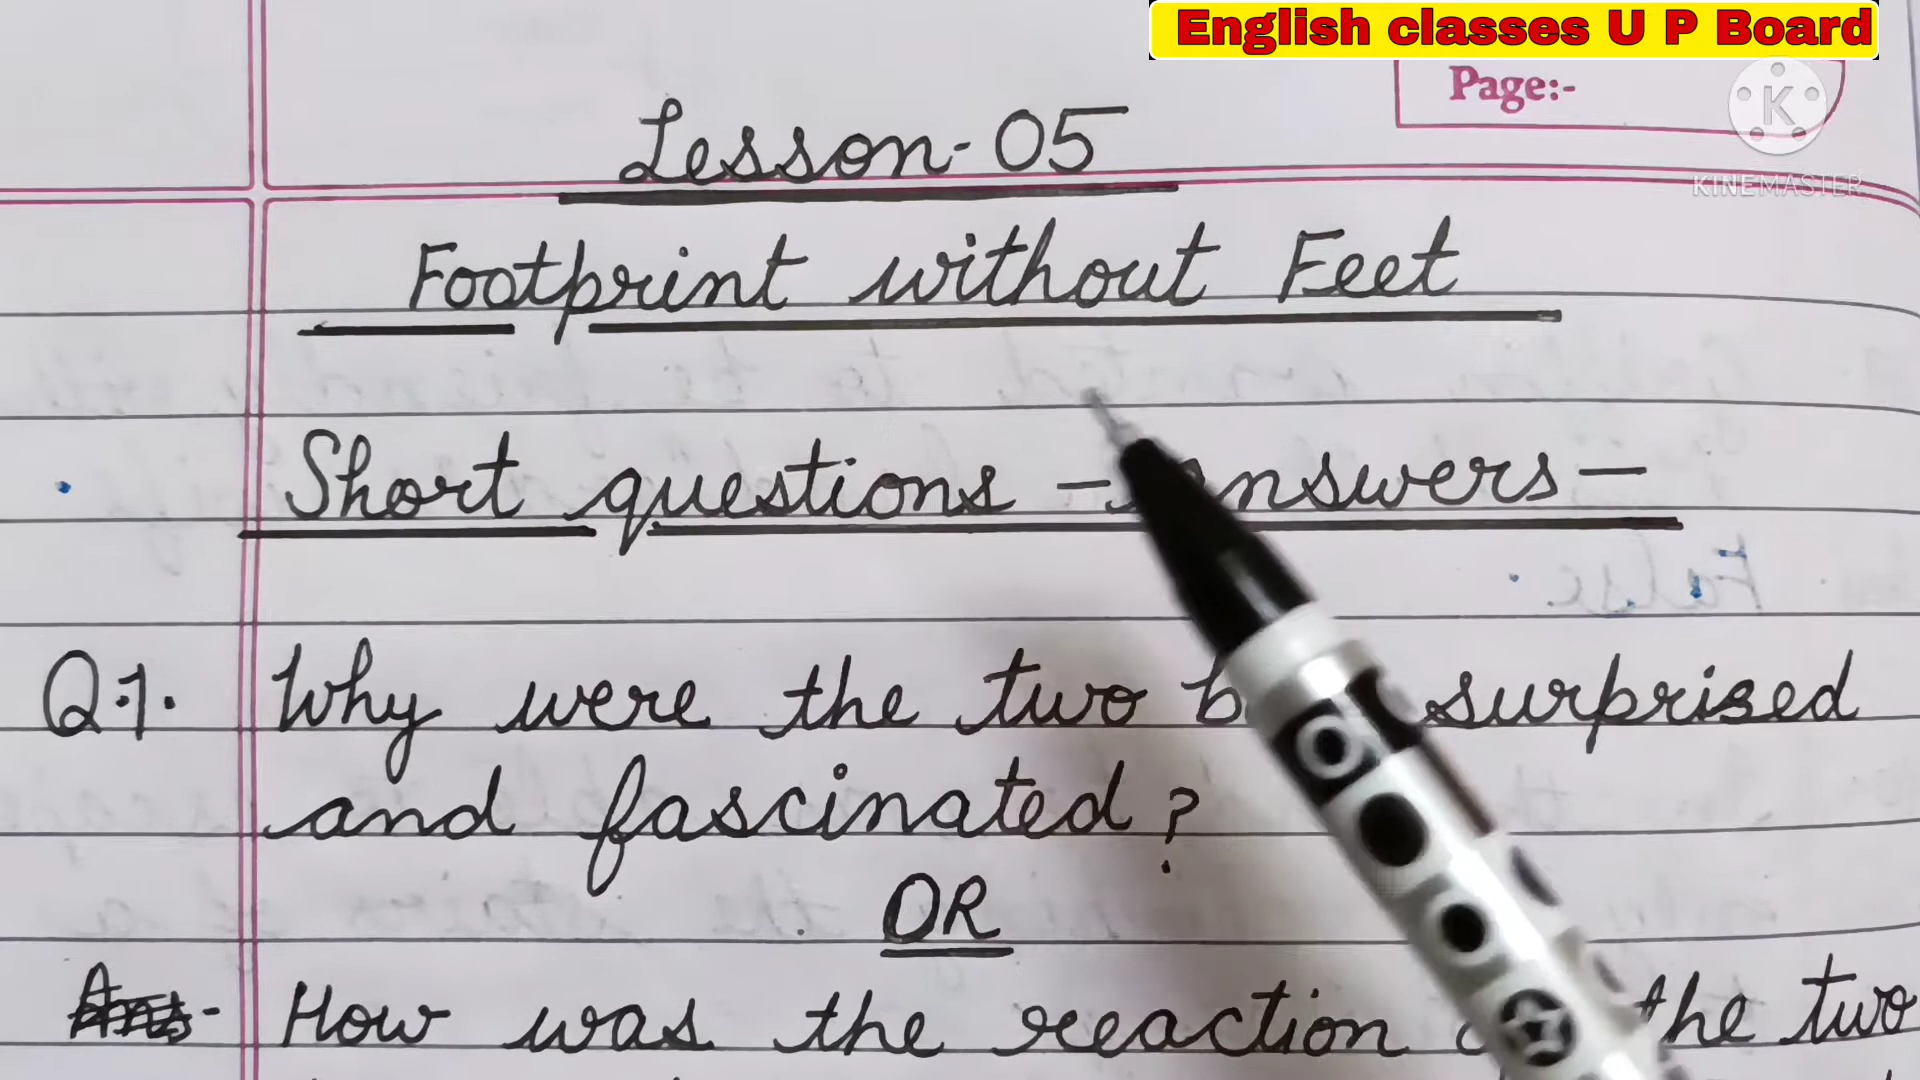 English classes U P Board
Page:-
KINEMASTER
Lesson-05
Footprint without Feet
Short questions - Answers-
False
Q.1. Why were the two surprised
and fascinated?
OR
How was the reaction the two